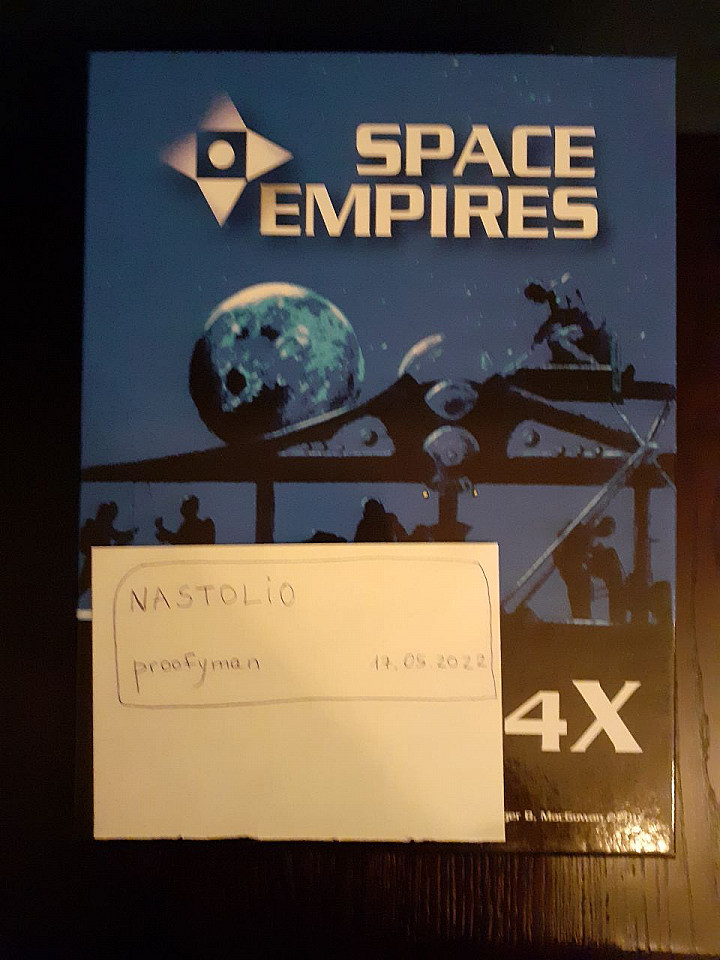 SPACE
EMPIRES
NASTOLIO
proofyman 17.05.2022
4X